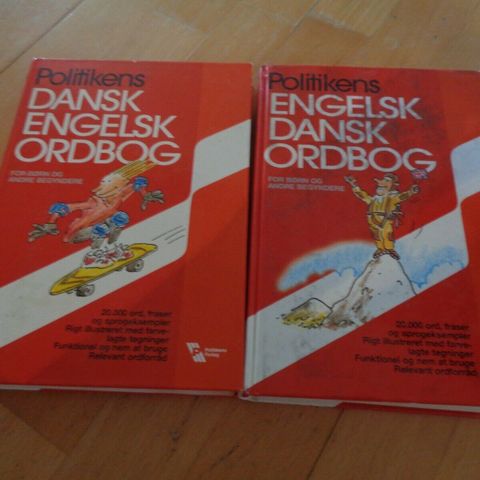 Politikens
DANSK
ENGELSK
ORDBOG
FOR BØRN OG
ANDRE BEGYNDERE
20.000 ord, fraser
og sprogeksempler
Rigt illustreret med farve-
lagte tegninger
Funktionel og nem at bruge
Relevant ordforråd
Politikens
Forlag
Politikens
ENGELSK
DANSK
ORDBOG
FOR BØRN OG
ANDRE BEGYNDERE
20.000 ord, fraser
og sprogeksempler
Rigt illustreret med farve-
lagte tegninger
Funktionel og nem at bruge
Relevant ordforråd